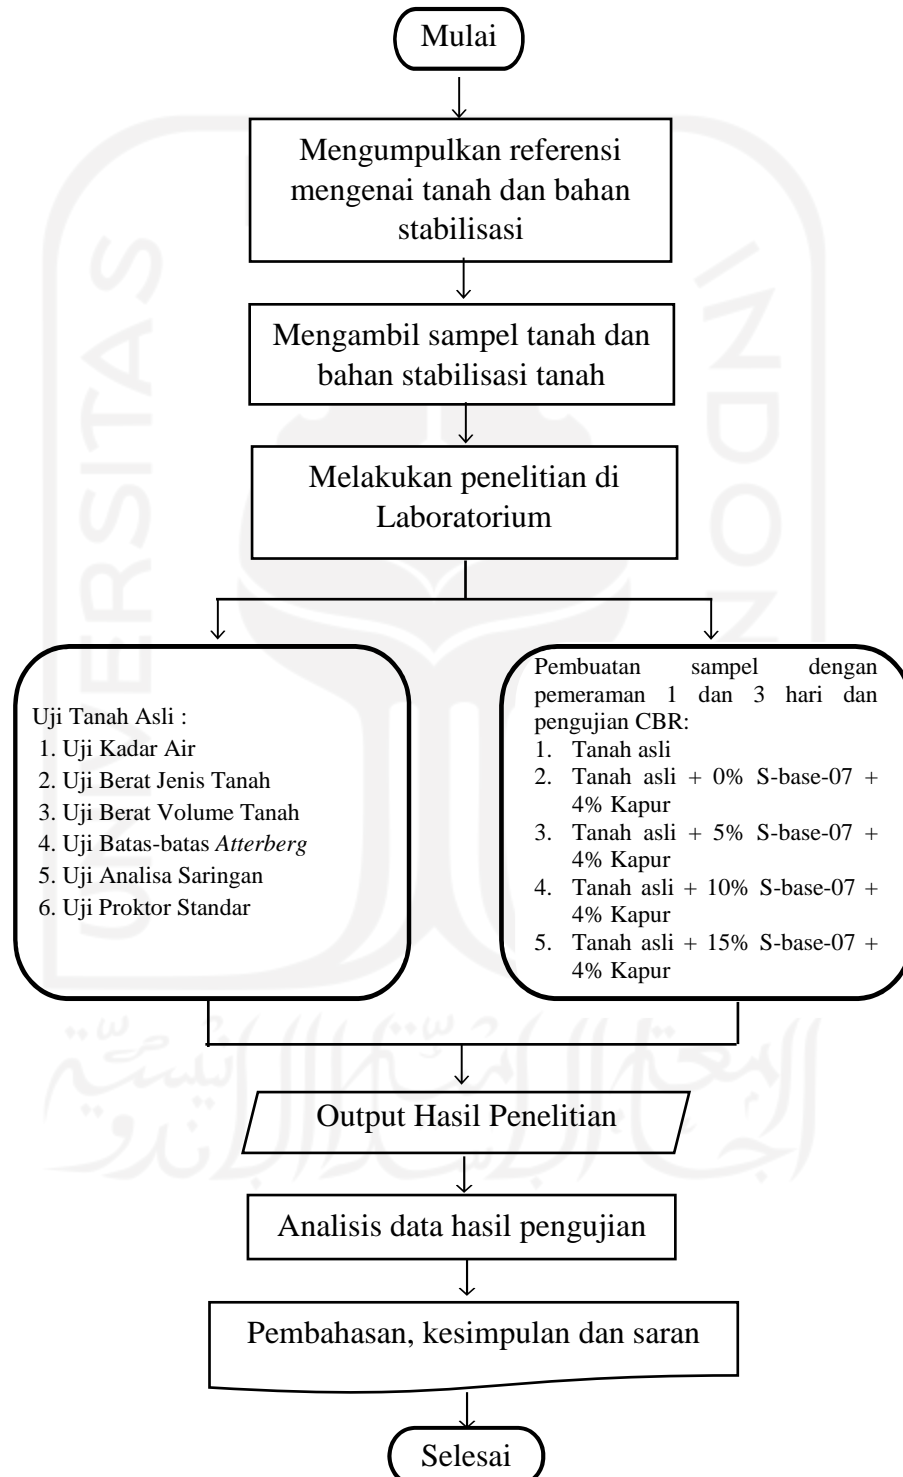 Mulai
Mengumpulkan referensi
mengenai tanah dan bahan
stabilisasi
Mengambil sampel tanah dan
bahan stabilisasi tanah
Melakukan penelitian di
Laboratorium
Uji Tanah Asli :
1. Uji Kadar Air
2. Uji Berat Jenis Tanah
3. Uji Berat Volume Tanah
4. Uji Batas-batas Atterberg
5. Uji Analisa Saringan
6. Uji Proktor Standar
Pembuatan sampel dengan
pemeraman 1 dan 3 hari dan
pengujian CBR:
1. Tanah asli
2. Tanah asli + 0% S-base-07 +
4% Kapur
3. Tanah asli + 5% S-base-07 +
4% Kapur
4. Tanah asli + 10% S-base-07 +
4% Kapur
5. Tanah asli + 15% S-base-07 +
4% Kapur
Output Hasil Penelitian
Analisis data hasil pengujian
Pembahasan, kesimpulan dan saran
Selesai
UNIVERSITAS
INDON